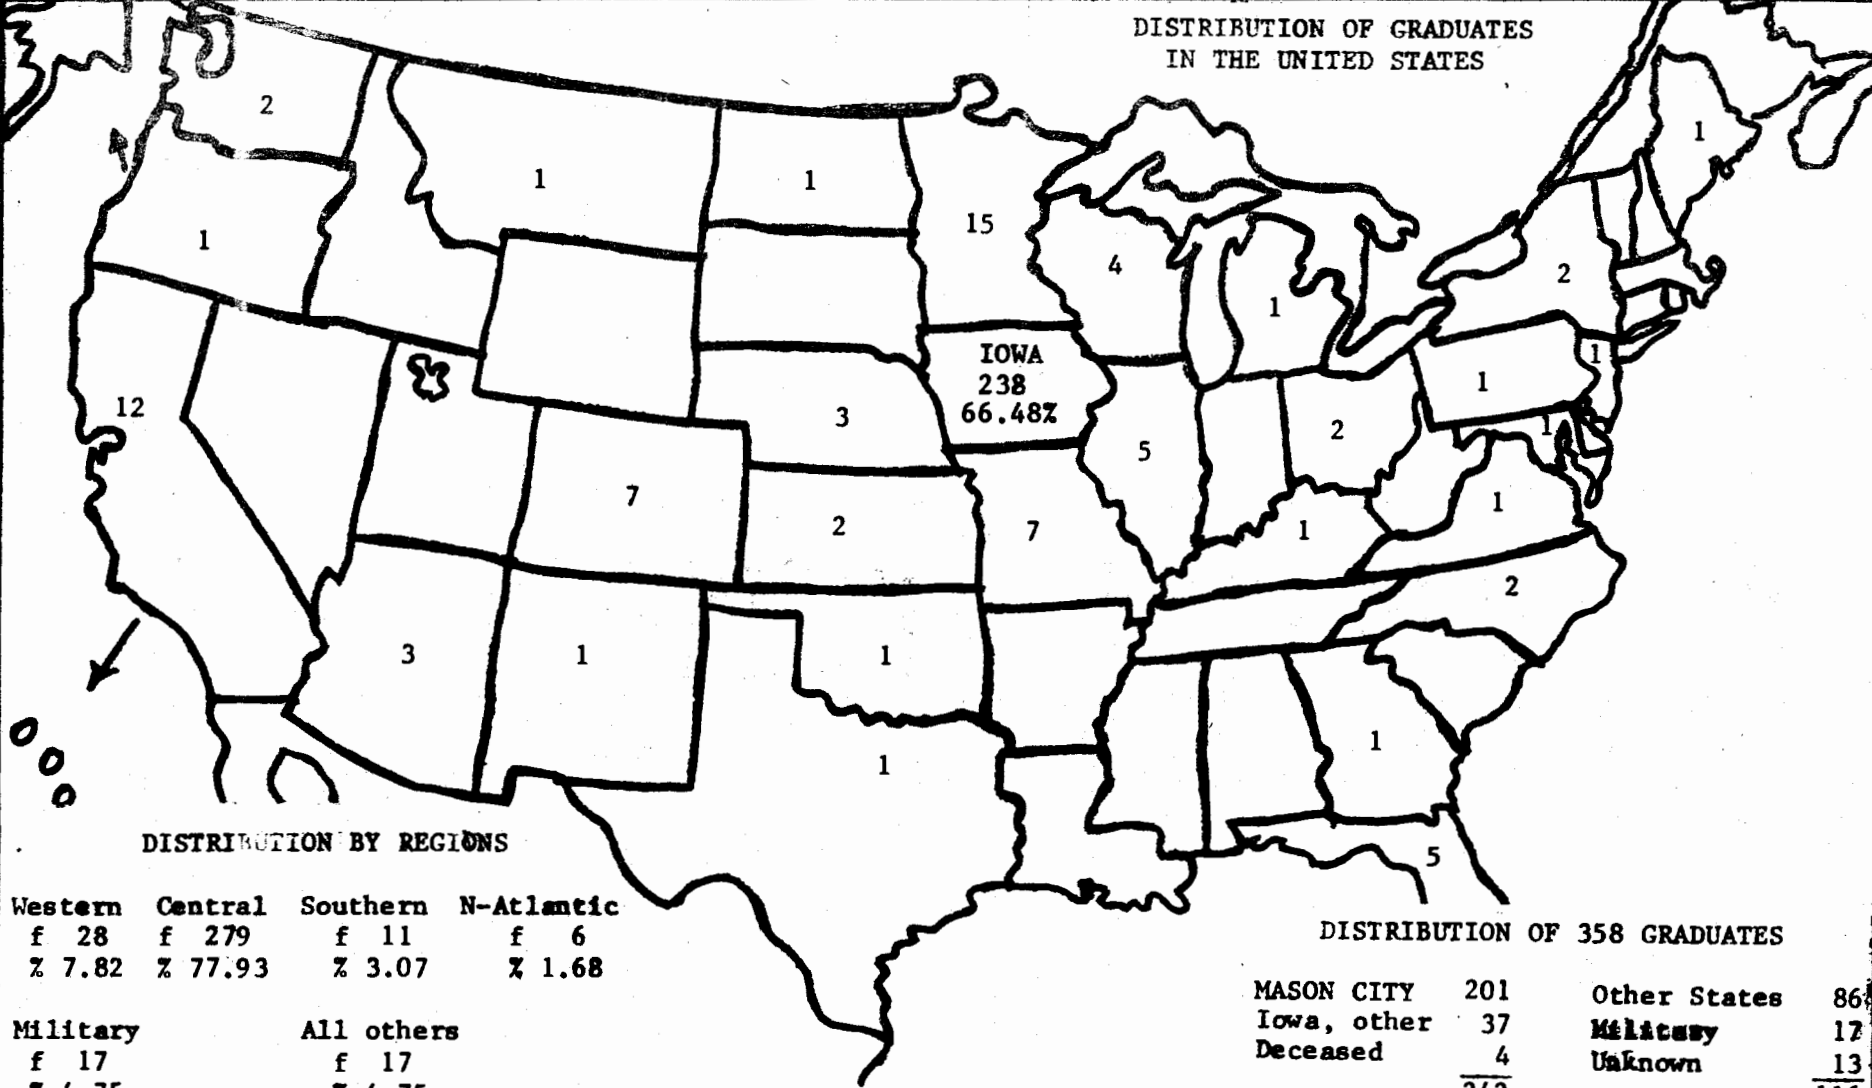 DISTRIBUTION OF GRADUATES
IN THE UNITED STATES
2
1
1
1
1
15
4
1
2
IOWA
238
66.48%
1
1
12
3
5
2
1
7
2
7
1
1
2
3
1
1
1
1
5
DISTRIBUTION BY REGIONS
Western Central Southern N-Atlantic
f 28 f 279 f 11 f 6
% 7.82 % 77.93 % 3.07 % 1.68
Military All others
f 17 f 17
DISTRIBUTION OF 358 GRADUATES
MASON CITY 201 Other States 86
Iowa, other 37 Military 17
Deceased 4 Unknown 13